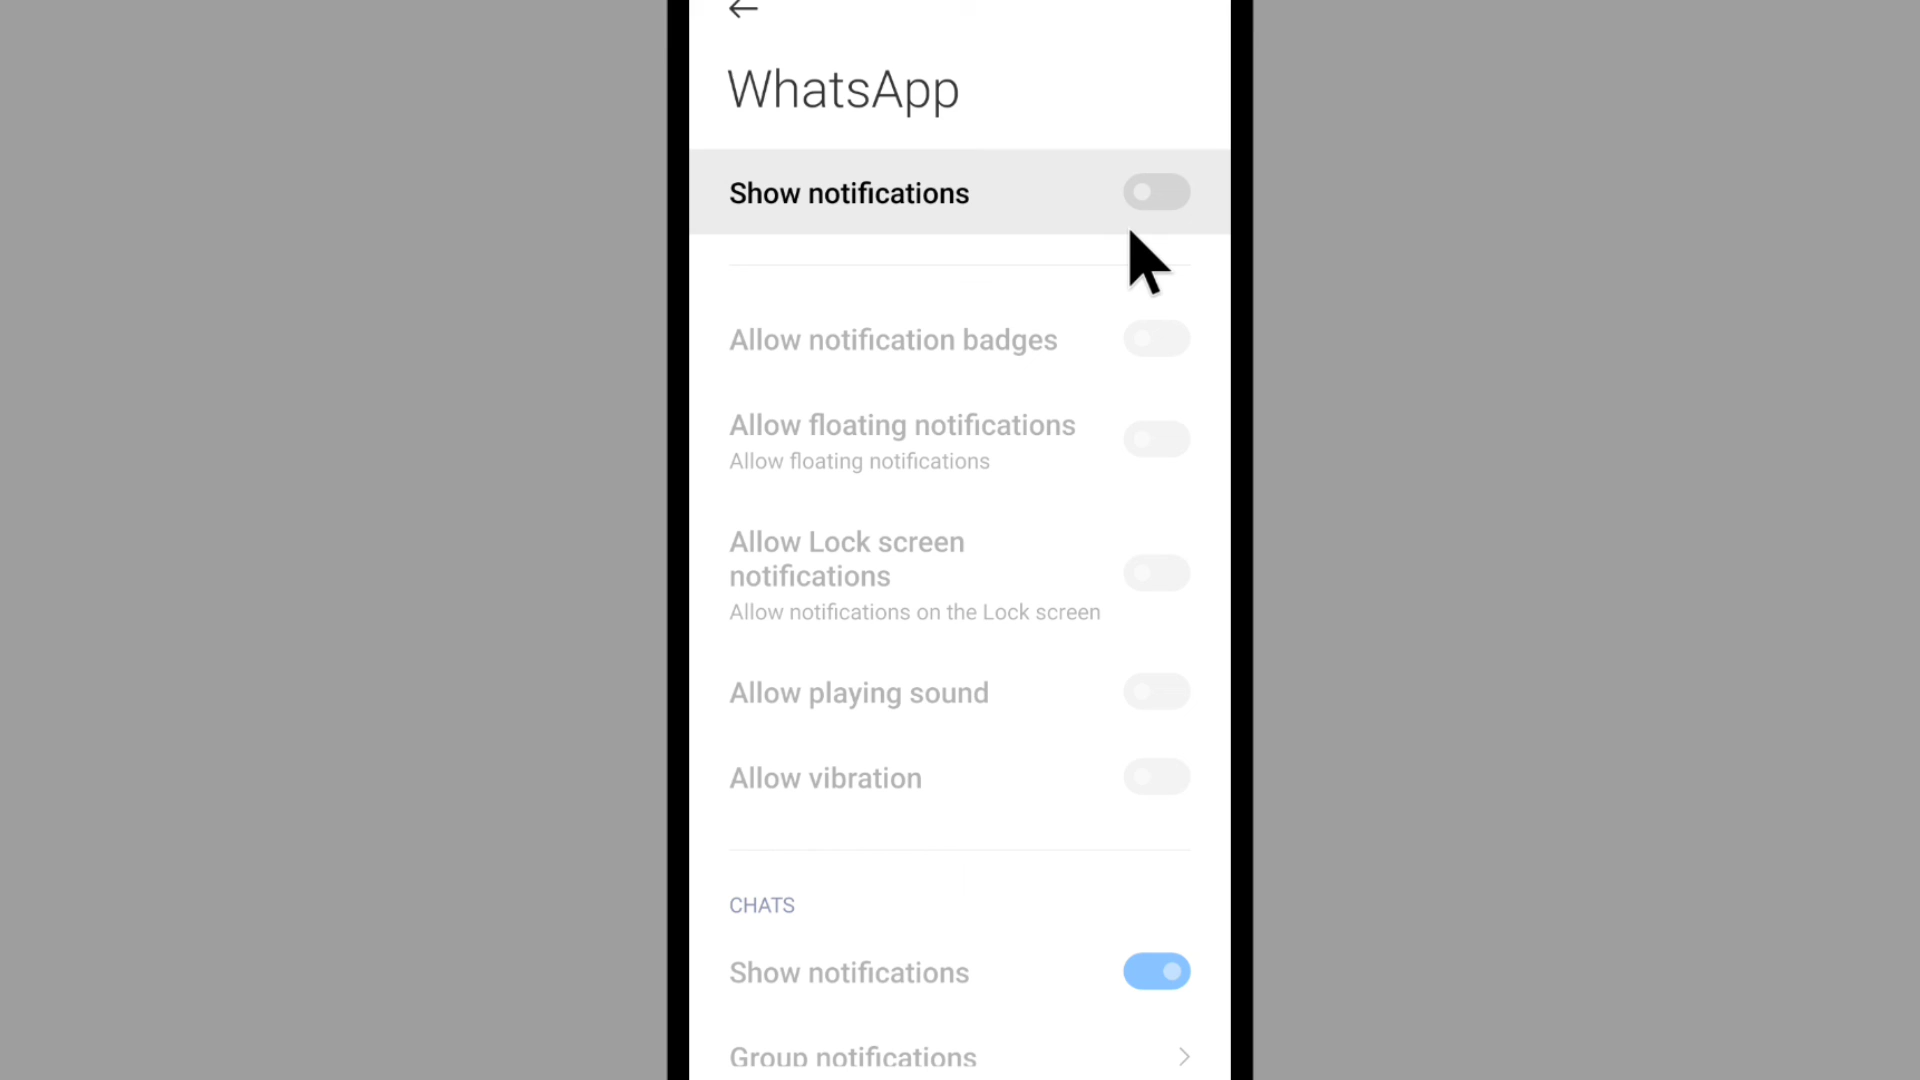 WhatsApp
Show notifications
Allow notification badges
Allow floating notifications
Allow floating notifications
Allow Lock screen
notifications
Allow notifications on the Lock screen
Allow playing sound
Allow vibration
CHATS
Show notifications
Group notifications